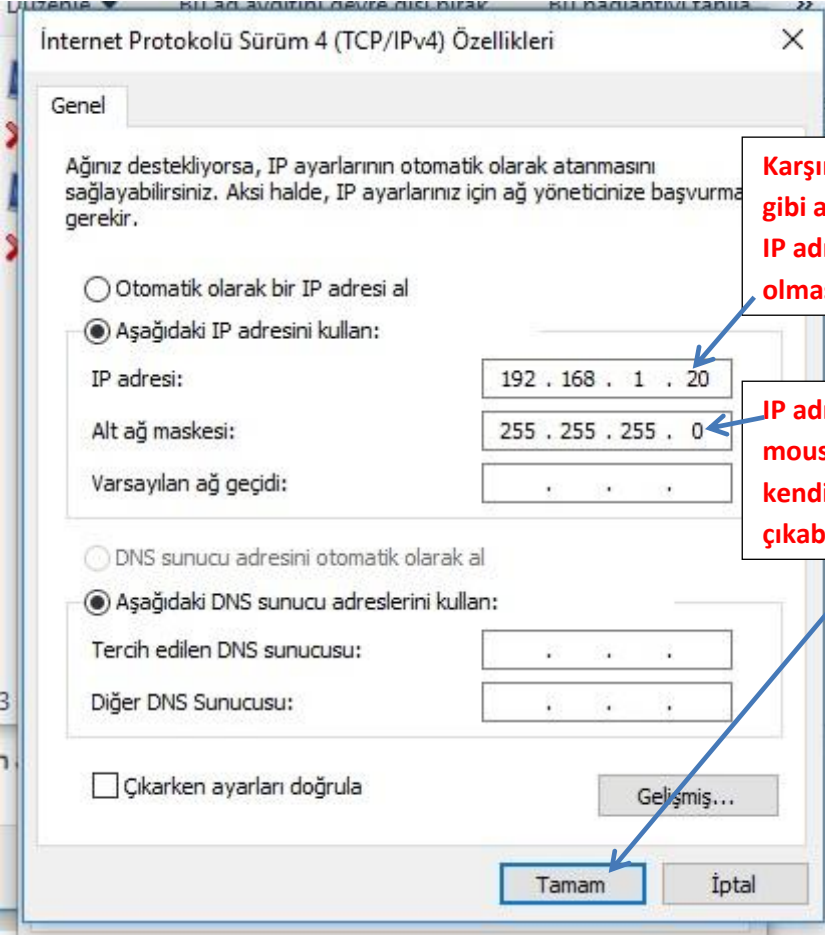 İnternet Protokolü Sürüm 4 (TCP/IPv4) Özellikleri
Genel
Ağınız destekliyorsa, IP ayarlarının otomatik olarak atanmasını
sağlayabilirsiniz. Aksi halde, IP ayarlarınız için ağ yöneticinize
gerekir.
gibi
IP
Otomatik olarak bir IP adresi al
Aşağıdaki IP adresini kullan:
IP adresi:
192 . 168 . 1 . 20
Alt ağ maskesi:
255 . 255 . 255 . 0
IP
Varsayılan ağ geçidi:
. . .
DNS sunucu adresini otomatik olarak al
Aşağıdaki DNS sunucu adreslerini kullan:
Tercih edilen DNS sunucusu:
. . .
Diğer DNS Sunucusu:
. . .
Çıkarken ayarları doğrula
Gelişmiş...
Tamam
İptal